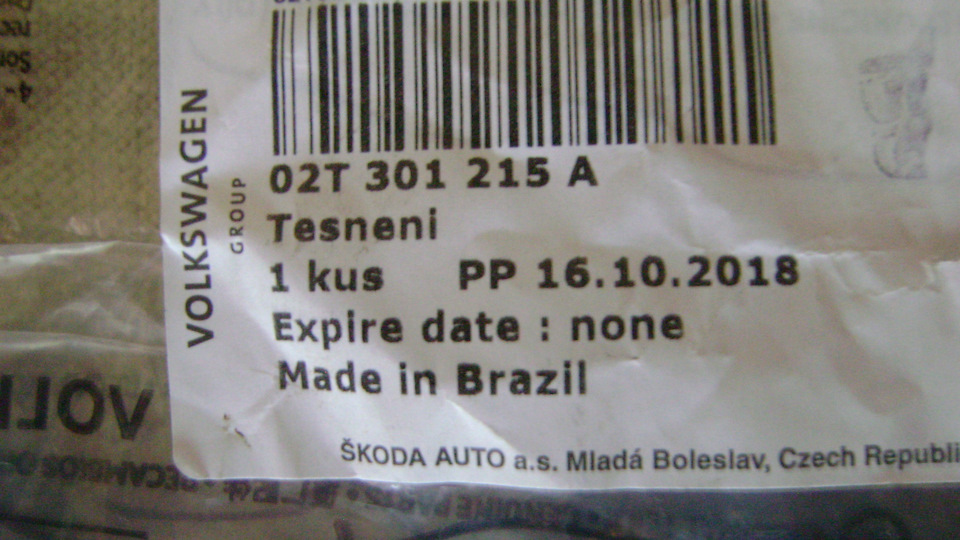 VOLKSWAGEN
GROUP
02T 301 215 A
Tesneni
1 kus PP 16.10.2018
Expire date : none
Made in Brazil
ŠKODA AUTO a.s. Mladá Boleslav, Czech Republi
VOL